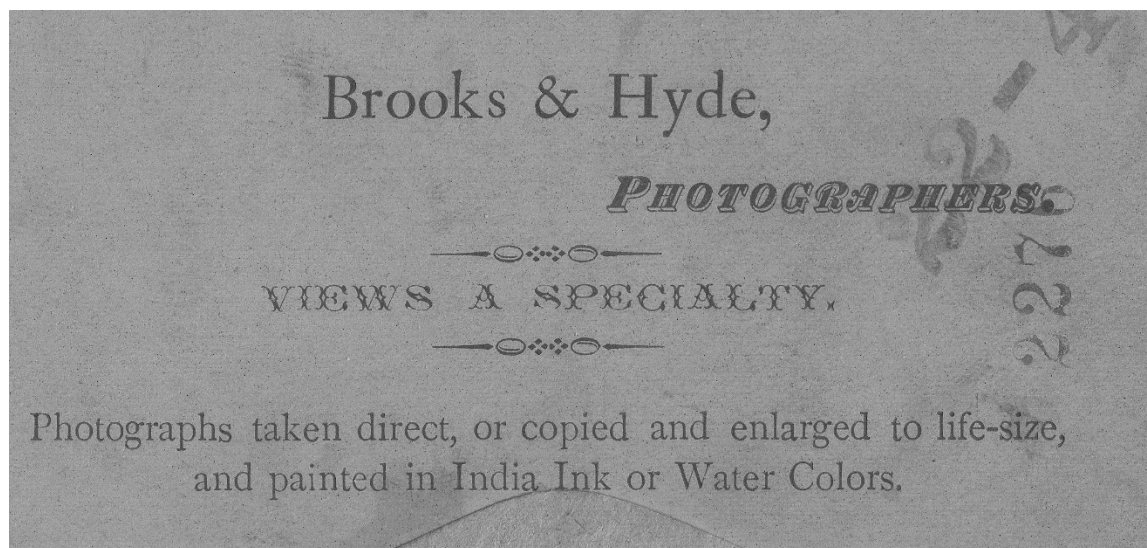 Brooks & Hyde,
PHOTOGRAPHERS.
VIEWS A SPECIALTY.
Photographs taken direct, or copied and enlarged to life-size,
and painted in India Ink or Water Colors.